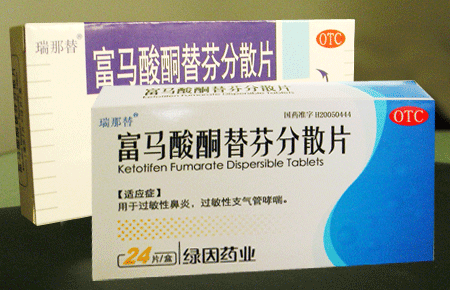 瑞那替
富马酸酮替芬分散片
OTC
瑞那替®
国药准字 H20050444
富马酸酮替芬分散片
Ketotifen Fumarate Dispersible Tablets
OTC
【适应症】
用于过敏性鼻炎，过敏性支气管哮喘。
24片/盒
绿因药业